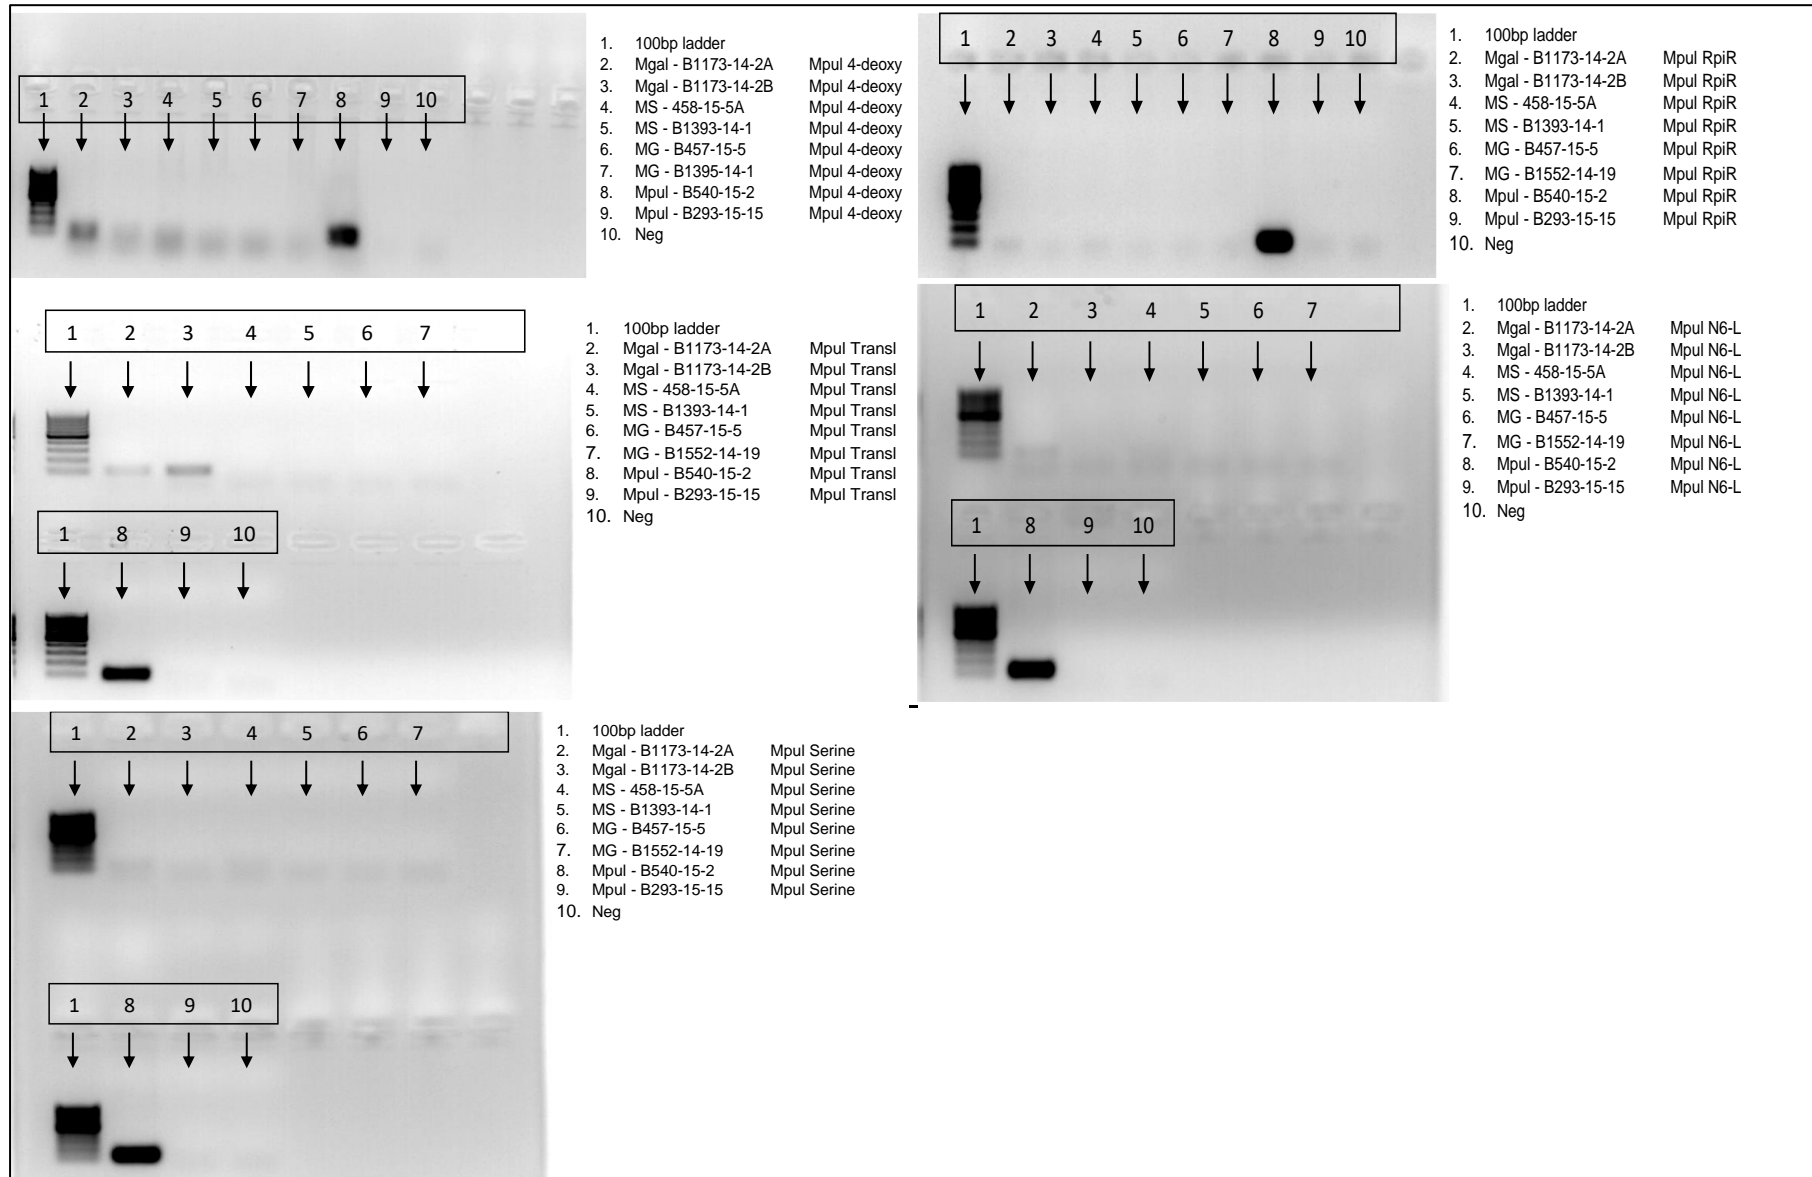 1 2 3 4 5 6 7 8 9 10
1. 100bp ladder
2. Mgal - B1173-14-2A Mpul 4-deoxy
3. Mgal - B1173-14-2B Mpul 4-deoxy
4. MS - 458-15-5A Mpul 4-deoxy
5. MS - B1393-14-1 Mpul 4-deoxy
6. MG - B457-15-5 Mpul 4-deoxy
7. MG - B1395-14-1 Mpul 4-deoxy
8. Mpul - B540-15-2 Mpul 4-deoxy
9. Mpul - B293-15-15 Mpul 4-deoxy
10. Neg
1 2 3 4 5 6 7 8 9 10
1. 100bp ladder
2. Mgal - B1173-14-2A Mpul RpiR
3. Mgal - B1173-14-2B Mpul RpiR
4. MS - 458-15-5A Mpul RpiR
5. MS - B1393-14-1 Mpul RpiR
6. MG - B457-15-5 Mpul RpiR
7. MG - B1552-14-19 Mpul RpiR
8. Mpul - B540-15-2 Mpul RpiR
9. Mpul - B293-15-15 Mpul RpiR
10. Neg
1 2 3 4 5 6 7
1 8 9 10
1. 100bp ladder
2. Mgal - B1173-14-2A Mpul Transl
3. Mgal - B1173-14-2B Mpul Transl
4. MS - 458-15-5A Mpul Transl
5. MS - B1393-14-1 Mpul Transl
6. MG - B457-15-5 Mpul Transl
7. MG - B1552-14-19 Mpul Transl
8. Mpul - B540-15-2 Mpul Transl
9. Mpul - B293-15-15 Mpul Transl
10. Neg
1 2 3 4 5 6 7
1 8 9 10
1. 100bp ladder
2. Mgal - B1173-14-2A Mpul N6-L
3. Mgal - B1173-14-2B Mpul N6-L
4. MS - 458-15-5A Mpul N6-L
5. MS - B1393-14-1 Mpul N6-L
6. MG - B457-15-5 Mpul N6-L
7. MG - B1552-14-19 Mpul N6-L
8. Mpul - B540-15-2 Mpul N6-L
9. Mpul - B293-15-15 Mpul N6-L
10. Neg
1 2 3 4 5 6 7
1 8 9 10
1. 100bp ladder
2. Mgal - B1173-14-2A Mpul Serine
3. Mgal - B1173-14-2B Mpul Serine
4. MS - 458-15-5A Mpul Serine
5. MS - B1393-14-1 Mpul Serine
6. MG - B457-15-5 Mpul Serine
7. MG - B1552-14-19 Mpul Serine
8. Mpul - B540-15-2 Mpul Serine
9. Mpul - B293-15-15 Mpul Serine
10. Neg